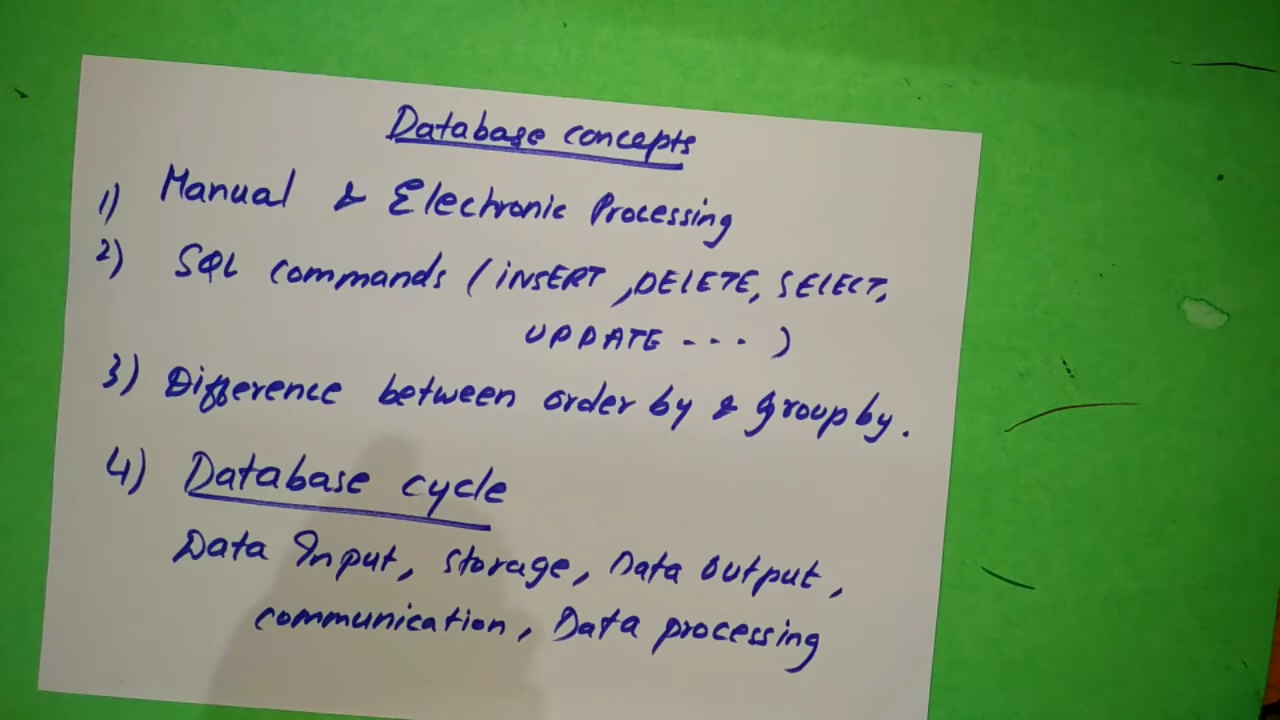 Database concepts
1) Manual & Electronic Processing
2) SQL commands (INSERT, DELETE, SELECT,
UPDATE ---)
3) Difference between order by & group by.
4) Database cycle
Data Input, storage, Data Output,
communication, Data processing